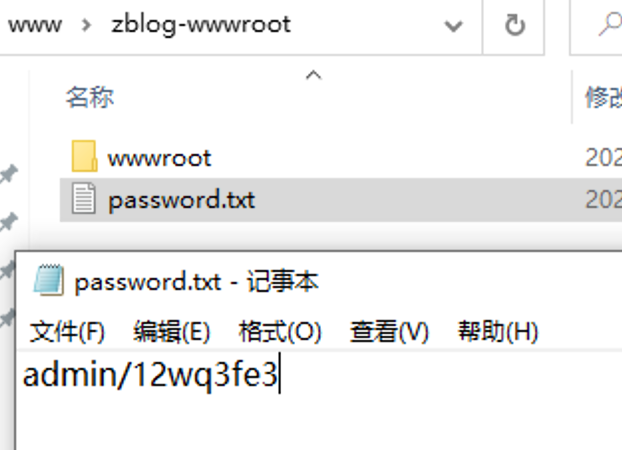 www > zblog-wwwroot
名称
修改
wwwroot
202
password.txt
202
password.txt - 记事本
文件(F) 编辑(E) 格式(O) 查看(V) 帮助(H)
admin/12wq3fe3